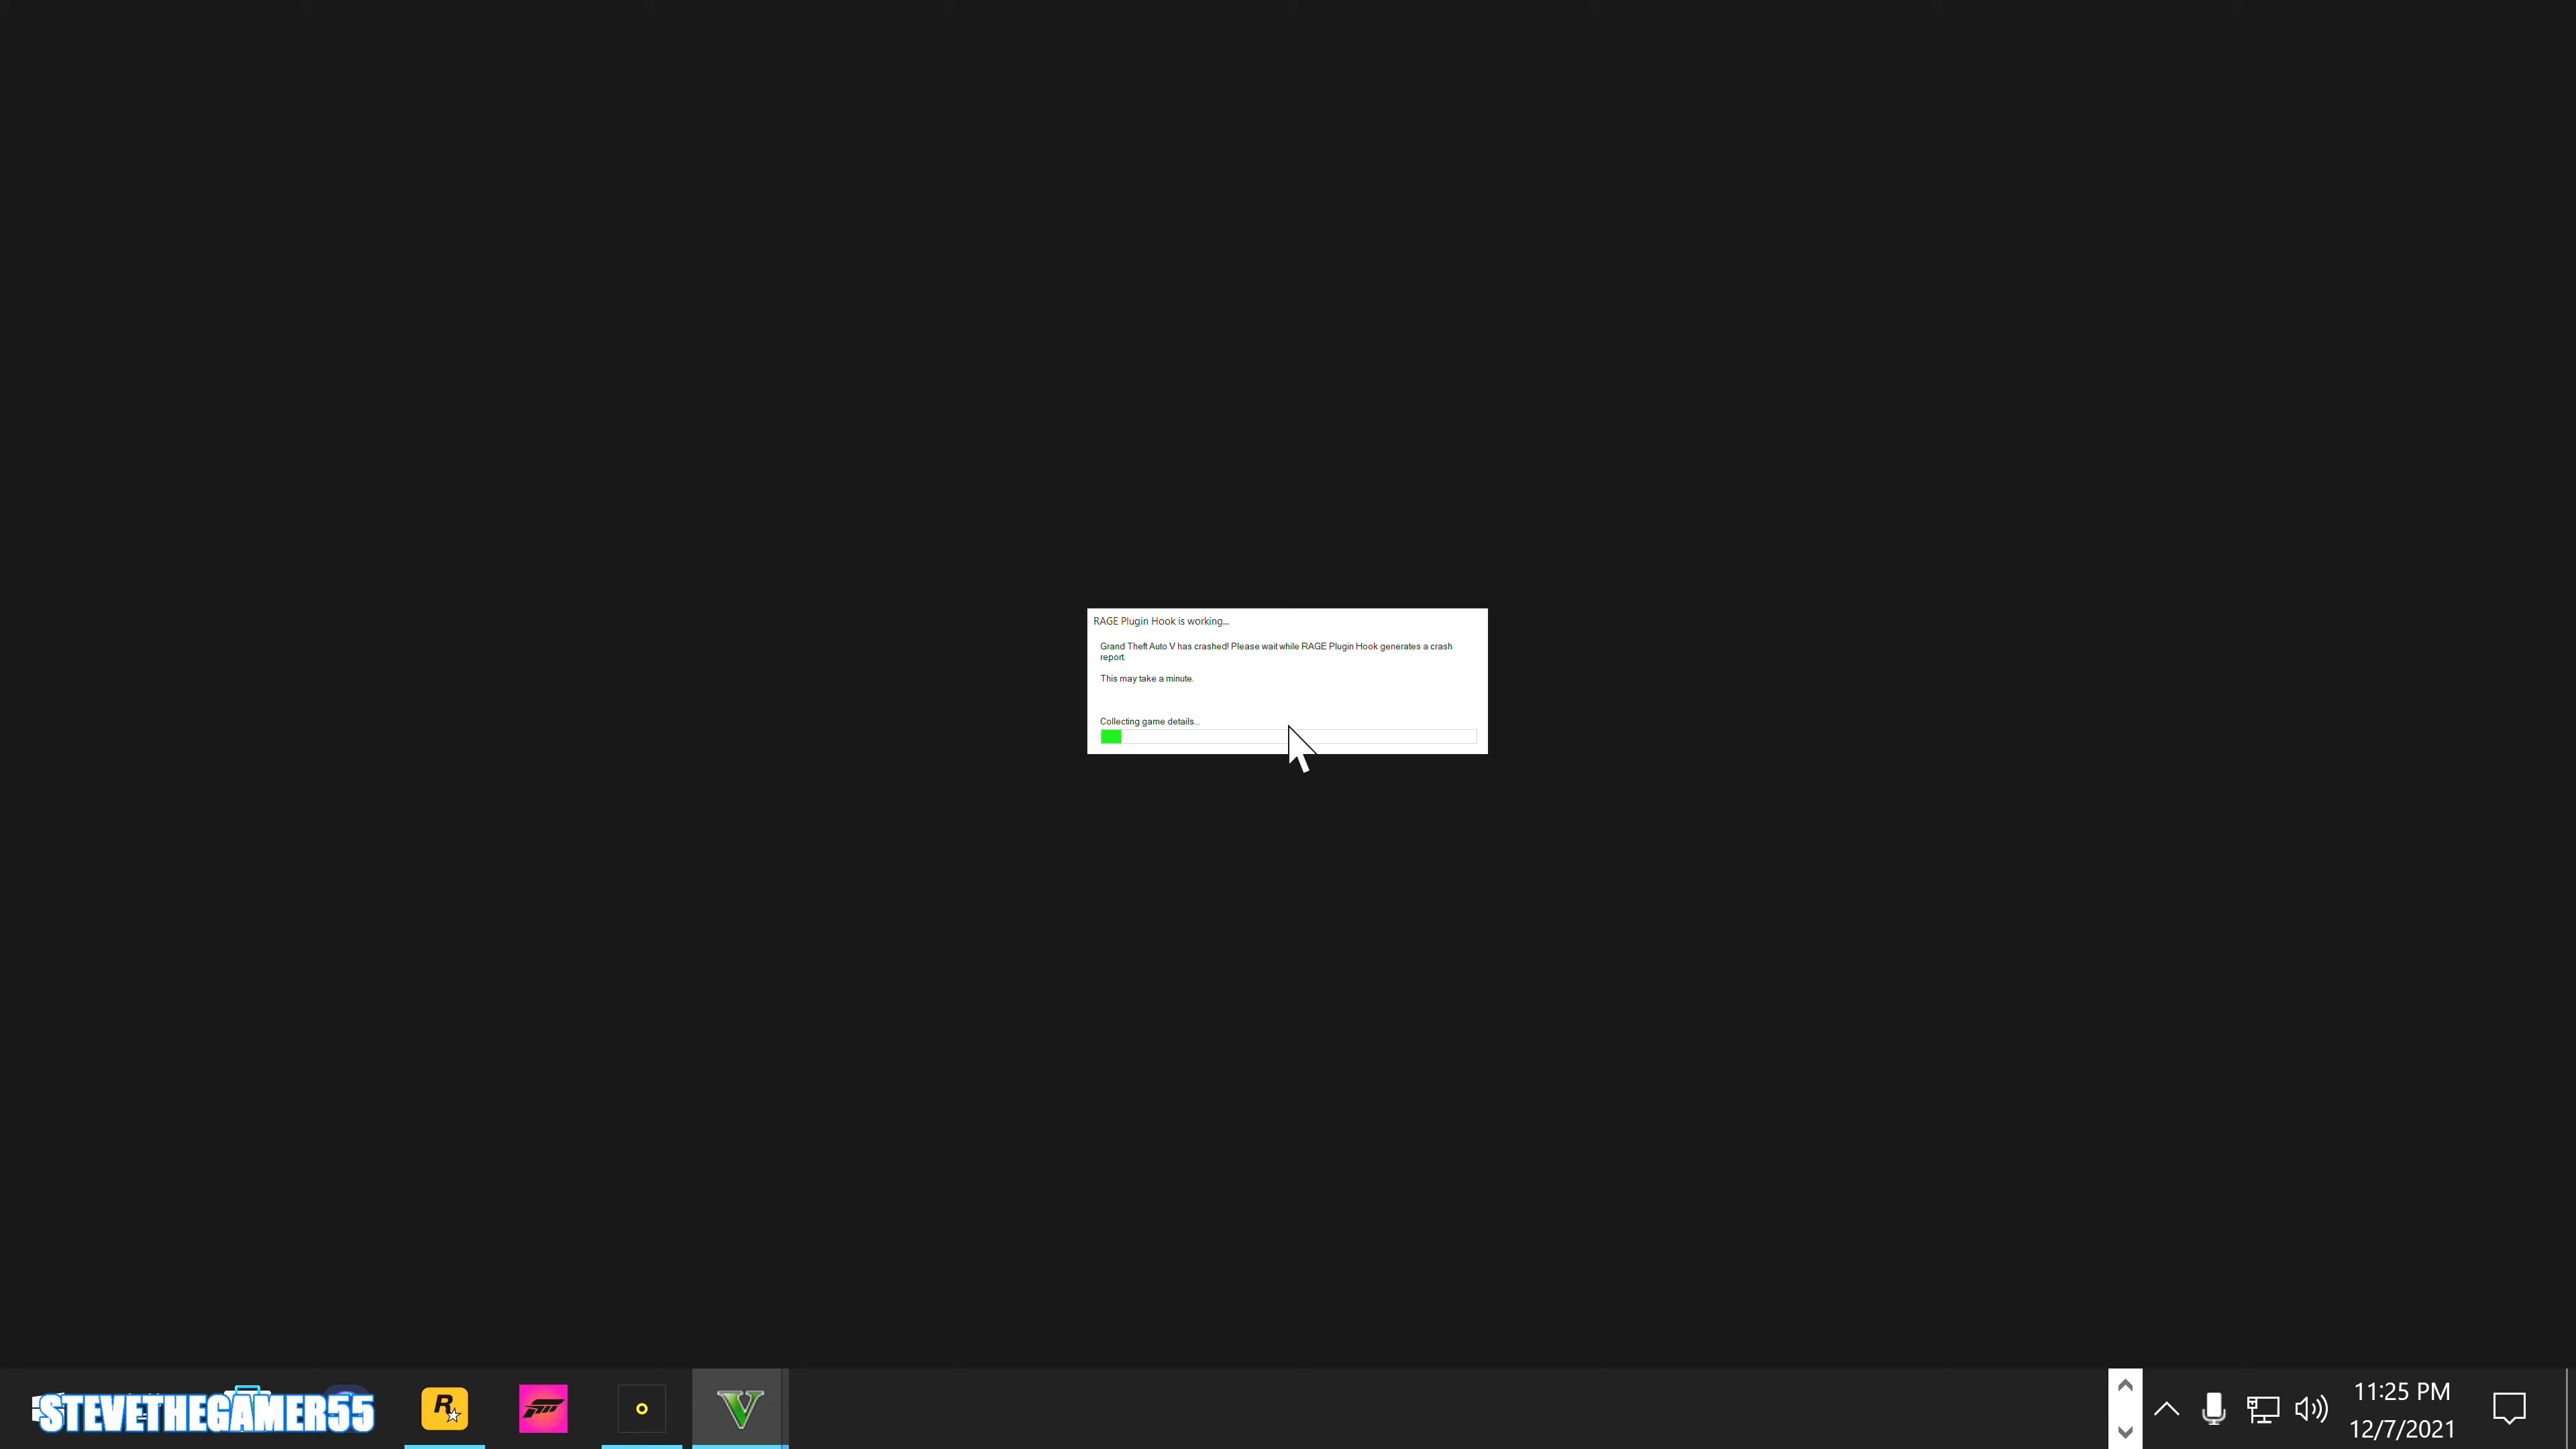 RAGE Plugin Hook is working...
Grand Theft Auto V has crashed! Please wait while RAGE Plugin Hook generates a crash
report.
This may take a minute.
Collecting game details...
STEVETHEGAMER55
R
V
11:25 PM
12/7/2021